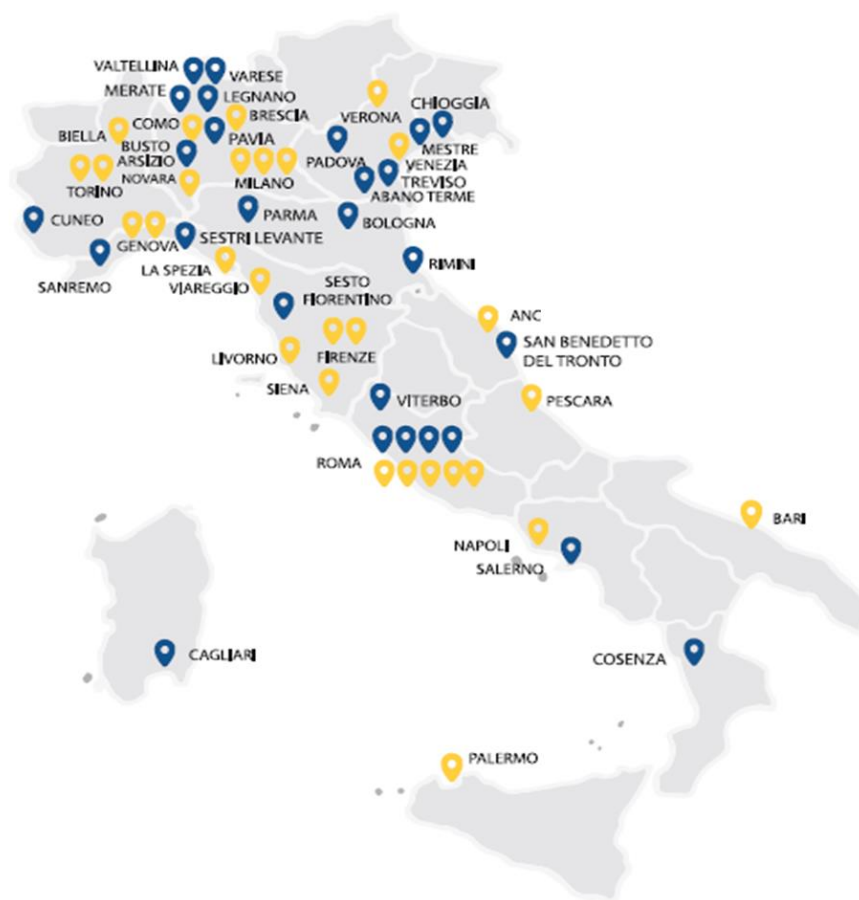 VALTELLINA
VARESE
MERATE
LEGNANO
CHIOGGIA
VERONA
BRESCIA
COMO
BIELLA
PAVIA
BUSTO
ARSIZIO
MESTRE
PADOVA
VENEZIA
NOVARA
MILANO
TREVISO
TORINO
ABANO TERME
CUNEO
PARMA
BOLOGNA
GENOVA
SESTRI LEVANTE
RIMINI
LA SPEZIA
SANREMO
VIAREGGIO
SESTO
FIORENTINO
ANC
SAN BENEDETTO
DEL TRONTO
LIVORNO
FIRENZE
SIENA
VITERBO
PESCARA
ROMA
BARI
NAPOLI
SALERNO
CAGLIARI
COSENZA
PALERMO